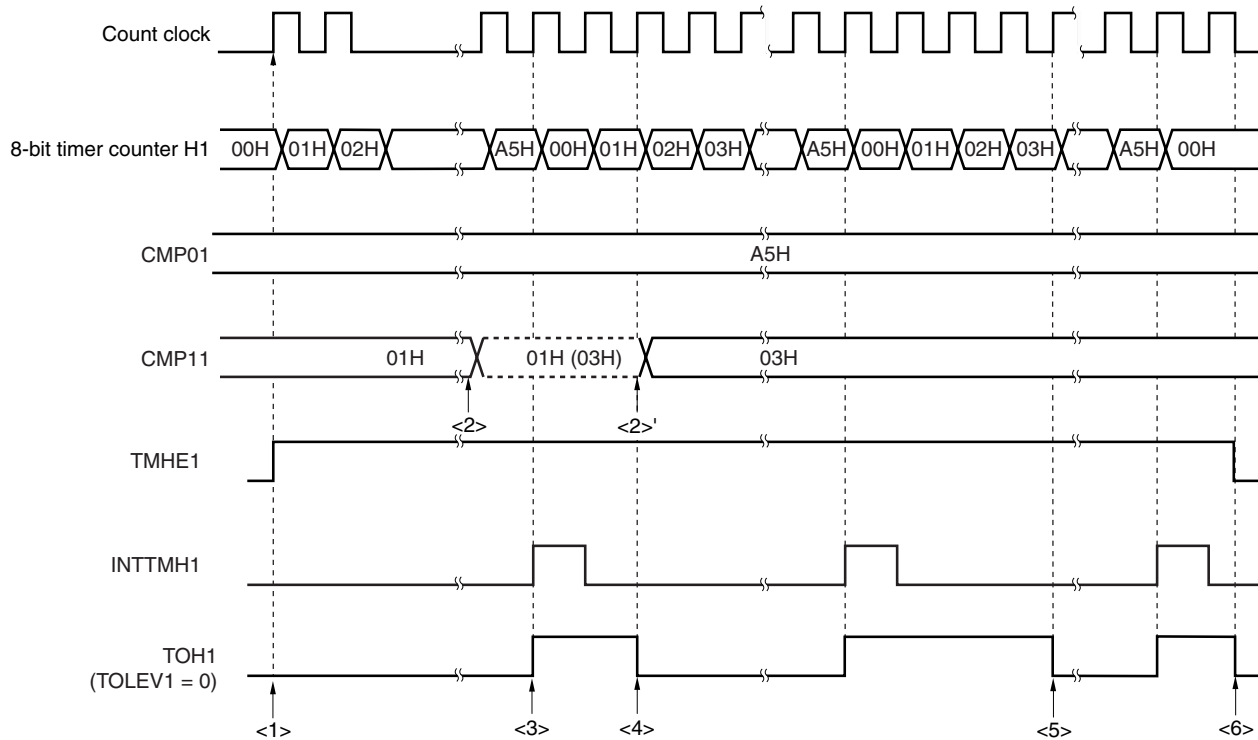 Count clock
8-bit timer counter H1 00H 01H 02H A5H 00H 01H 02H 03H A5H 00H 01H 02H 03H A5H 00H
CMP01 A5H
CMP11 01H 01H (03H) 03H
<2> <2>'
TMHE1
INTTMH1
TOH1
(TOLEV1 = 0)
<1> <3> <4> <5> <6>